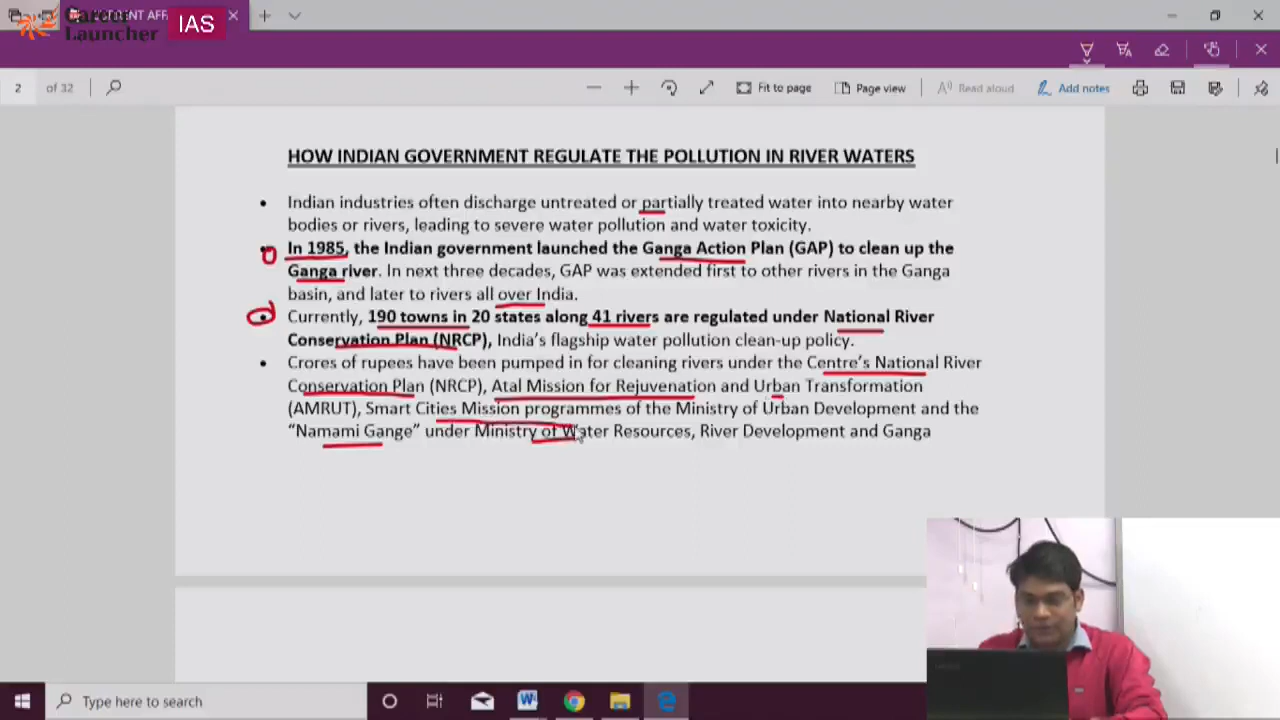 CURRENT AFF
Career
Launcher
IAS
2 of 32
Fit to page
Page view
Read aloud
Add notes
HOW INDIAN GOVERNMENT REGULATE THE POLLUTION IN RIVER WATERS
• Indian industries often discharge untreated or partially treated water into nearby water
bodies or rivers, leading to severe water pollution and water toxicity.
• In 1985, the Indian government launched the Ganga Action Plan (GAP) to clean up the
Ganga river. In next three decades, GAP was extended first to other rivers in the Ganga
basin, and later to rivers all over India.
• Currently, 190 towns in 20 states along 41 rivers are regulated under National River
Conservation Plan (NRCP), India's flagship water pollution clean-up policy.
• Crores of rupees have been pumped in for cleaning rivers under the Centre's National River
Conservation Plan (NRCP), Atal Mission for Rejuvenation and Urban Transformation
(AMRUT), Smart Cities Mission programmes of the Ministry of Urban Development and the
“Namami Gange” under Ministry of Water Resources, River Development and Ganga
Type here to search